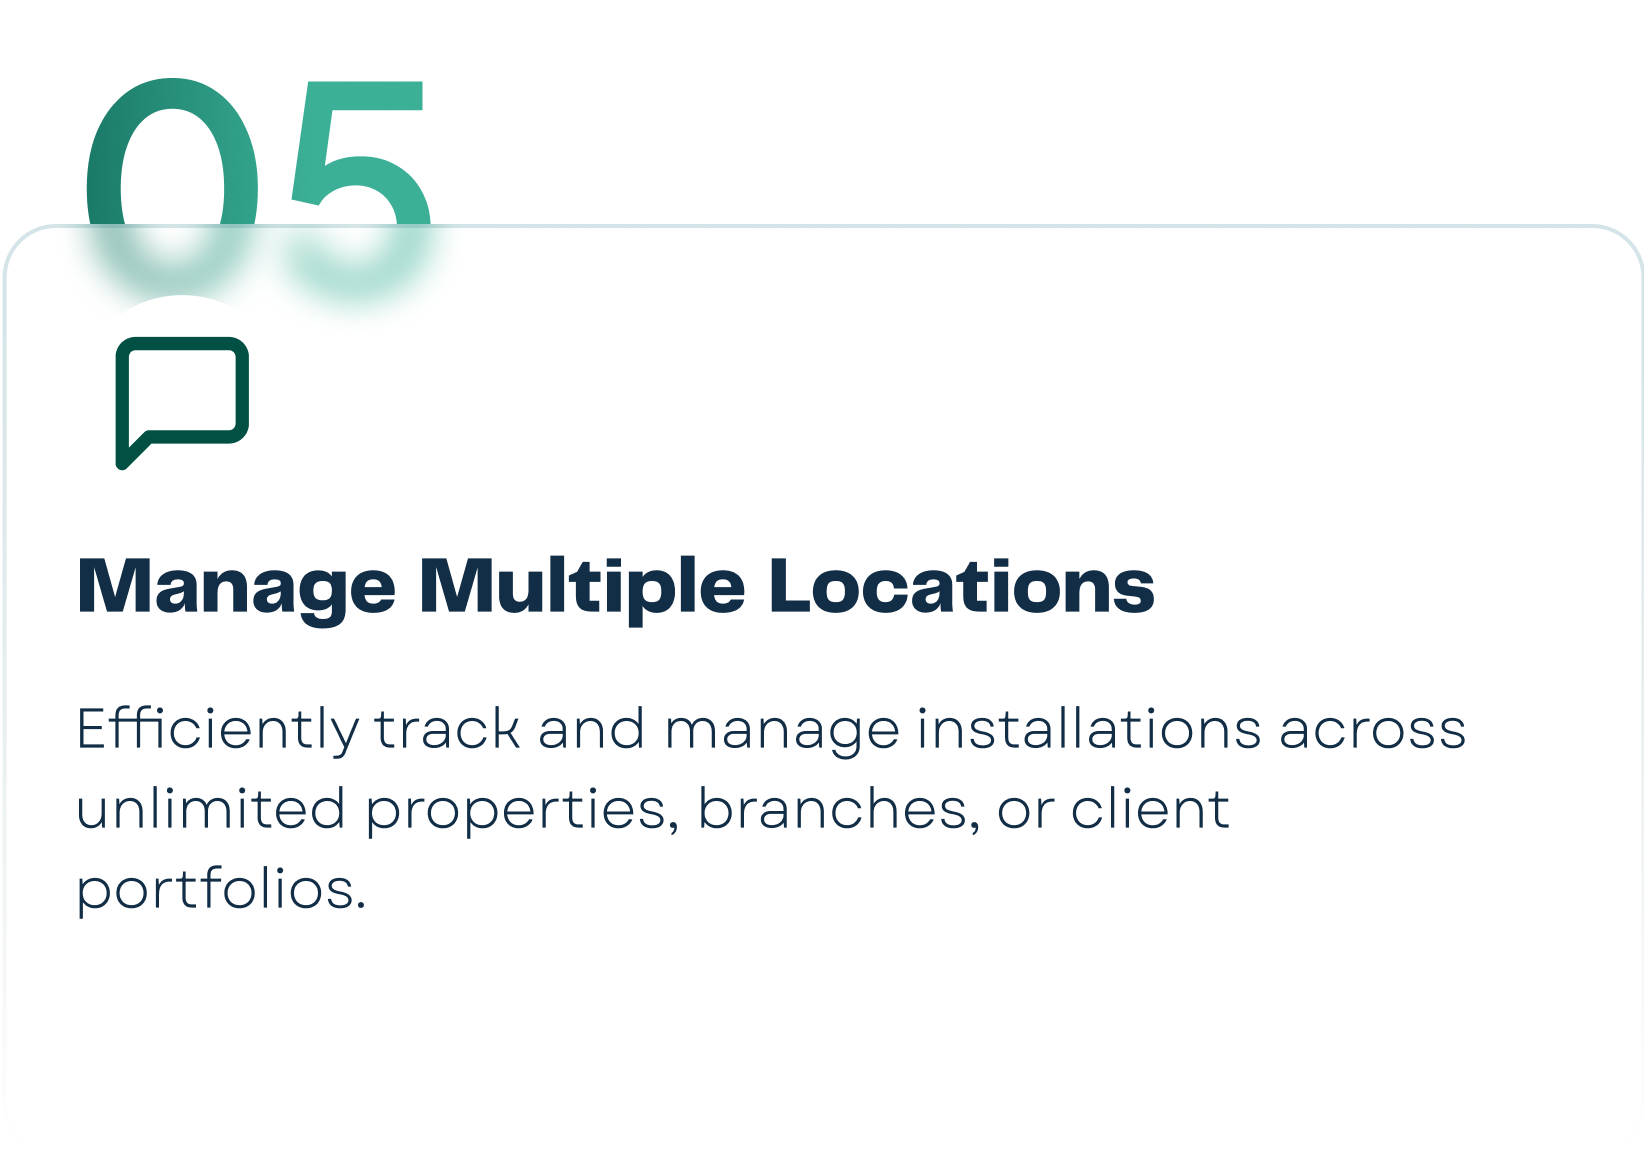 05
Manage Multiple Locations
Efficiently track and manage installations across
unlimited properties, branches, or client
portfolios.